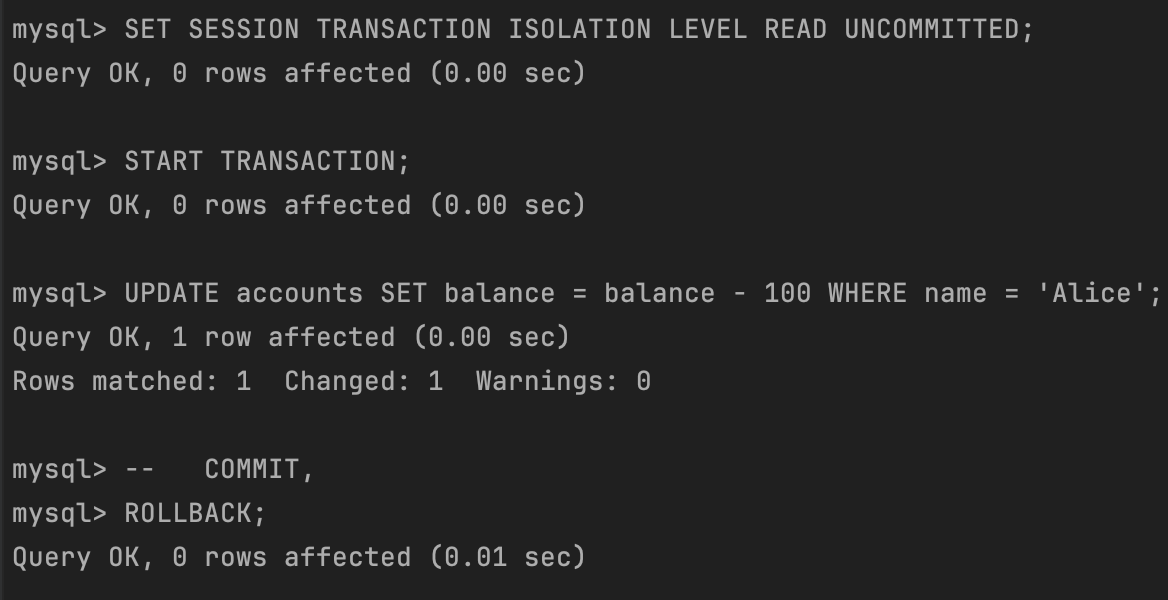 mysql> SET SESSION TRANSACTION ISOLATION LEVEL READ UNCOMMITTED;
Query OK, 0 rows affected (0.00 sec)
mysql> START TRANSACTION;
Query OK, 0 rows affected (0.00 sec)
mysql> UPDATE accounts SET balance = balance - 100 WHERE name = 'Alice';
Query OK, 1 row affected (0.00 sec)
Rows matched: 1  Changed: 1  Warnings: 0
mysql> --   COMMIT,
mysql> ROLLBACK;
Query OK, 0 rows affected (0.01 sec)